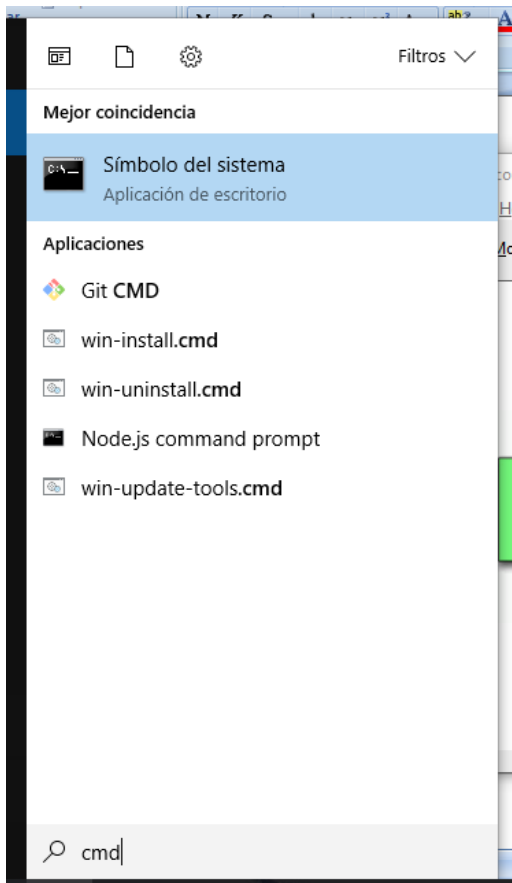 Filtros
Mejor coincidencia
C:\_
Símbolo del sistema
Aplicación de escritorio
Aplicaciones
Git CMD
win-install.cmd
win-uninstall.cmd
Node.js command prompt
win-update-tools.cmd
cmd